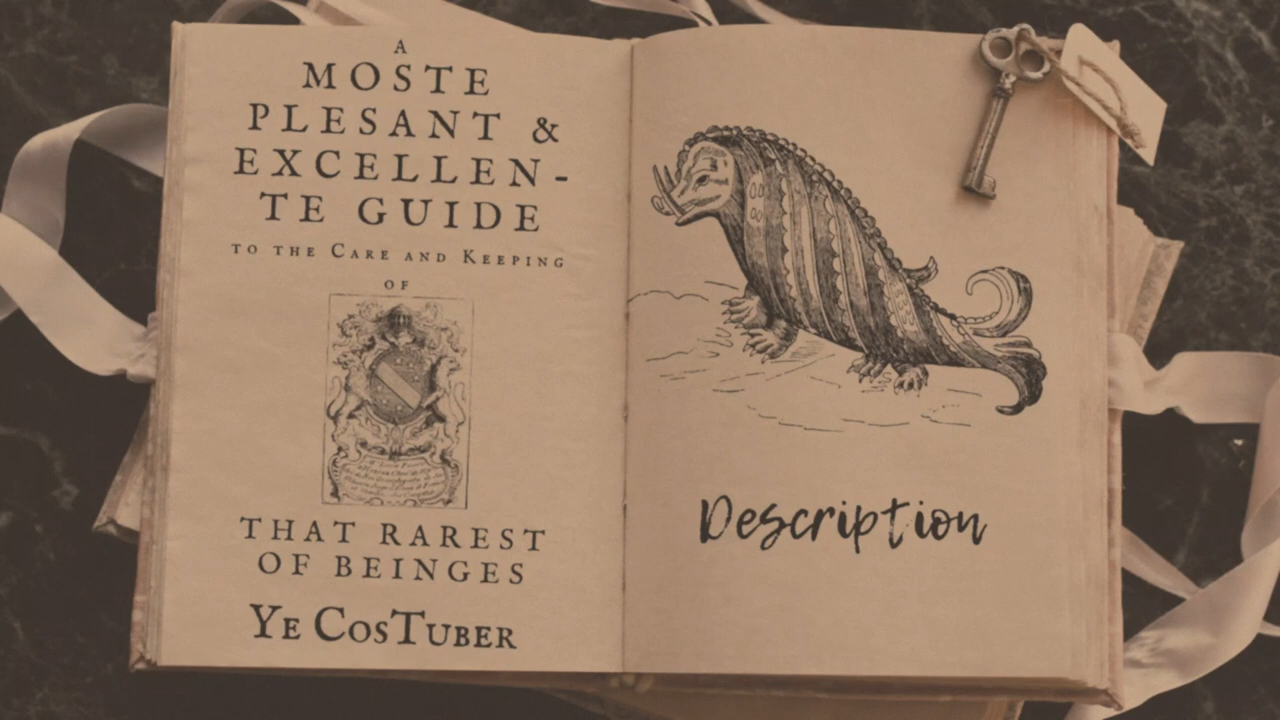 A
MOSTE
PLESANT &
EXCELLEN-
TE GUIDE
TO THE CARE AND KEEPING
OF
THAT RAREST
OF BEINGES
YE COSTUBER
Description